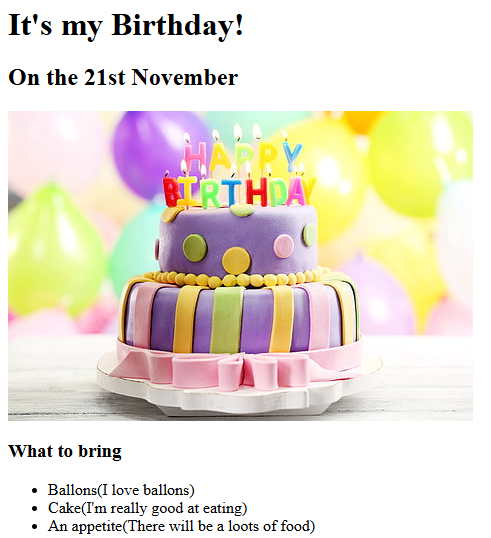 It's my Birthday!
On the 21st November
HAPPY
BIRTHDAY
What to bring
Ballons(I love ballons)
Cake(I'm really good at eating)
An appetite(There will be a loots of food)